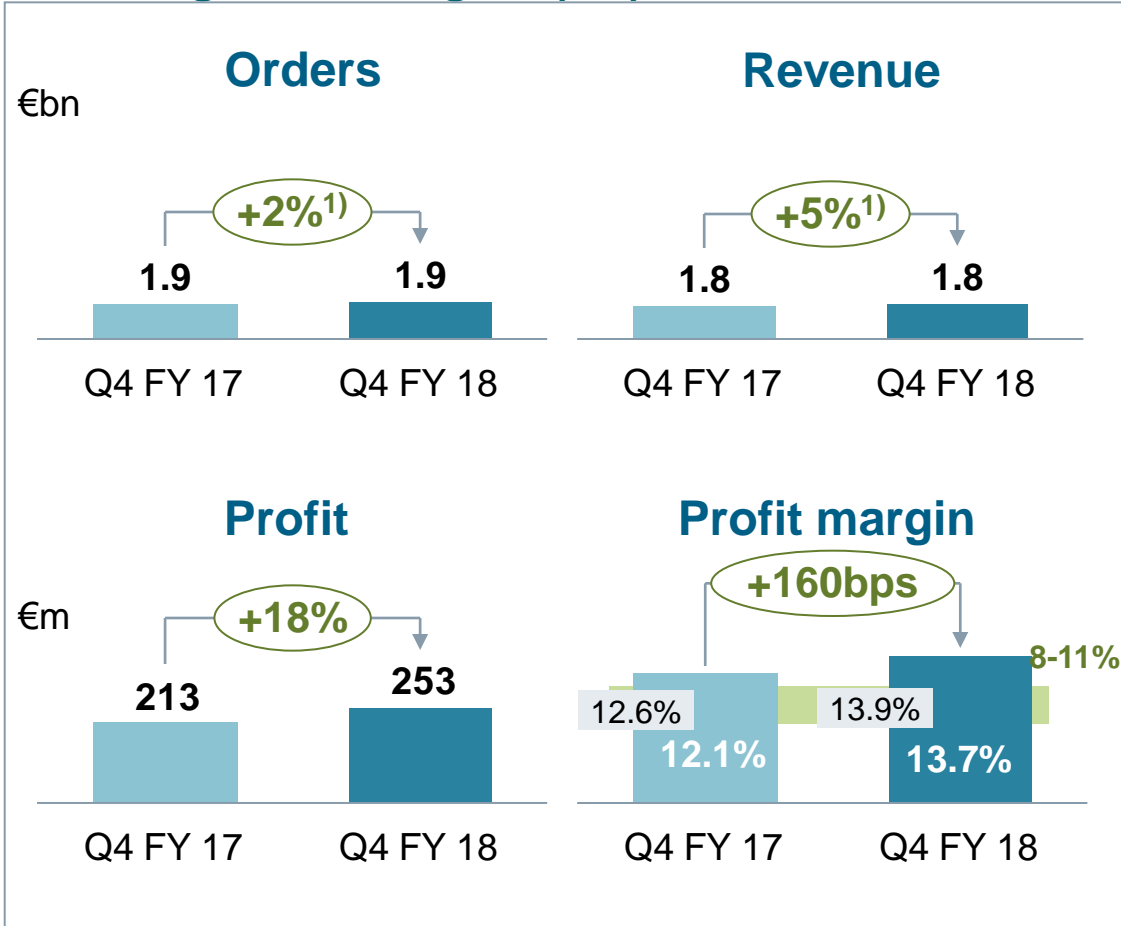 Orders
Revenue
€bn
+2%1)
+5%1)
1.9
1.9
1.8
1.8
Q4 FY 17
Q4 FY 18
Q4 FY 17
Q4 FY 18
Profit
Profit margin
€m
+18%
+160bps
8-11%
213
253
12.6%
13.9%
12.1%
13.7%
Q4 FY 17
Q4 FY 18
Q4 FY 17
Q4 FY 18